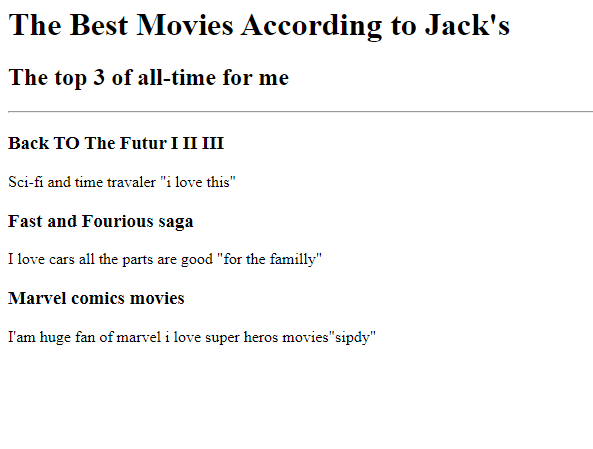 The Best Movies According to Jack's
The top 3 of all-time for me
Back TO The Futur I II III
Sci-fi and time travaler "i love this"
Fast and Fourious saga
I love cars all the parts are good "for the familly"
Marvel comics movies
I'am huge fan of marvel i love super heros movies"sipdy"